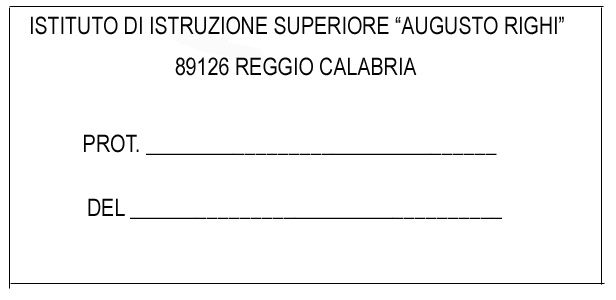 ISTITUTO DI ISTRUZIONE SUPERIORE “AUGUSTO RIGHI”
89126 REGGIO CALABRIA
PROT. ________________________________
DEL __________________________________